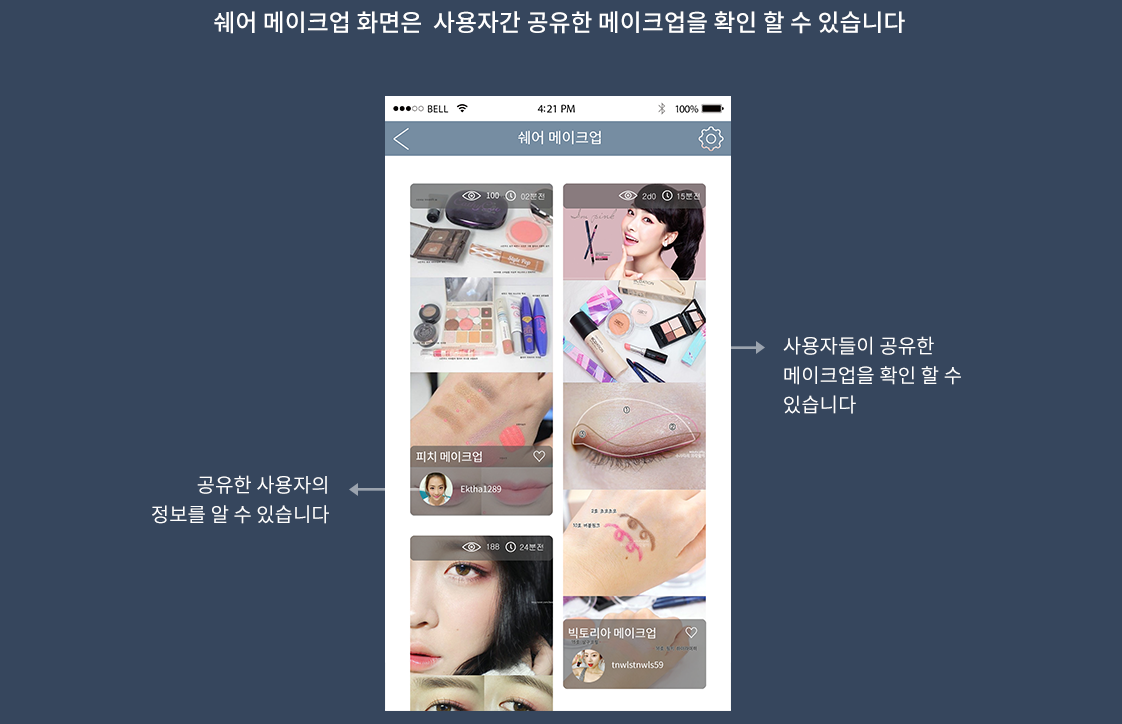 쉐어 메이크업 화면은 사용자간 공유한 메이크업을 확인 할 수 있습니다
BELL
4:21 PM
100%
쉐어 메이크업
100 02분전
2d0 15분전
피치 메이크업
Ektha1289
188 24분전
①
②
빅토리아 메이크업
tnwlstnwls59
사용자들이 공유한
메이크업을 확인 할 수
있습니다
공유한 사용자의
정보를 알 수 있습니다